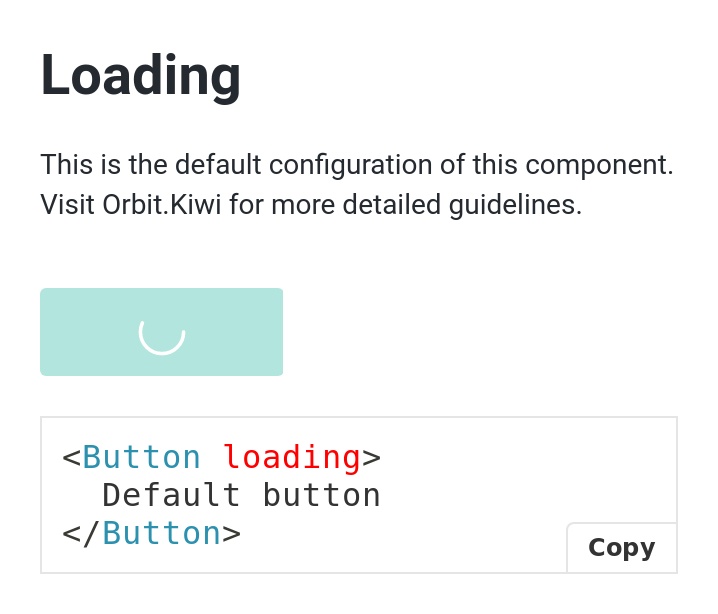 Loading
This is the default configuration of this component.
Visit Orbit.Kiwi for more detailed guidelines.
<Button loading>
  Default button
</Button>
Copy